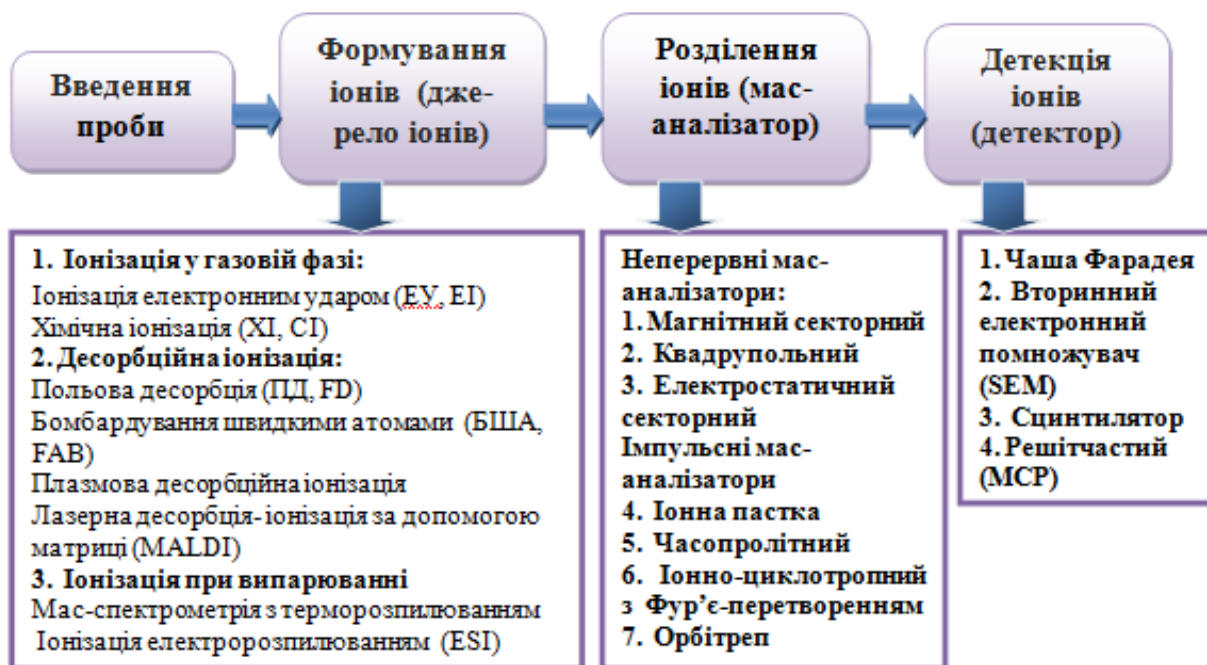 Введення
проби
Формування
іонів (дже-
рело іонів)
Розділення
іонів (мас-
аналізатор)
Детекція
іонів
(детектор)
1. Іонізація у газовій фазі:
Іонізація електронним ударом (ЕУ, EI)
Хімічна іонізація (ХІ, CI)
2. Десорбційна іонізація:
Польова десорбція (ПД, FD)
Бомбардування швидкими атомами (БША,
FAB)
Плазмова десорбційна іонізація
Лазерна десорбція-іонізація за допомогою
матриці (MALDI)
3. Іонізація при випарюванні
Мас-спектрометрія з терморозпилюванням
Іонізація електророзпилюванням (ESI)
Неперервні мас-
аналізатори:
1. Магнітний секторний
2. Квадрупольний
3. Електростатичний
секторний
Імпульсні мас-
аналізатори
4. Іонна пастка
5. Часопролітний
6. Іонно-циклотропний
з Фур’є-перетворенням
7. Орбітреп
1. Чаша Фарадея
2. Вторинний
електронний
помножувач
(SEM)
3. Сцинтилятор
4. Решітчастий
(MCP)